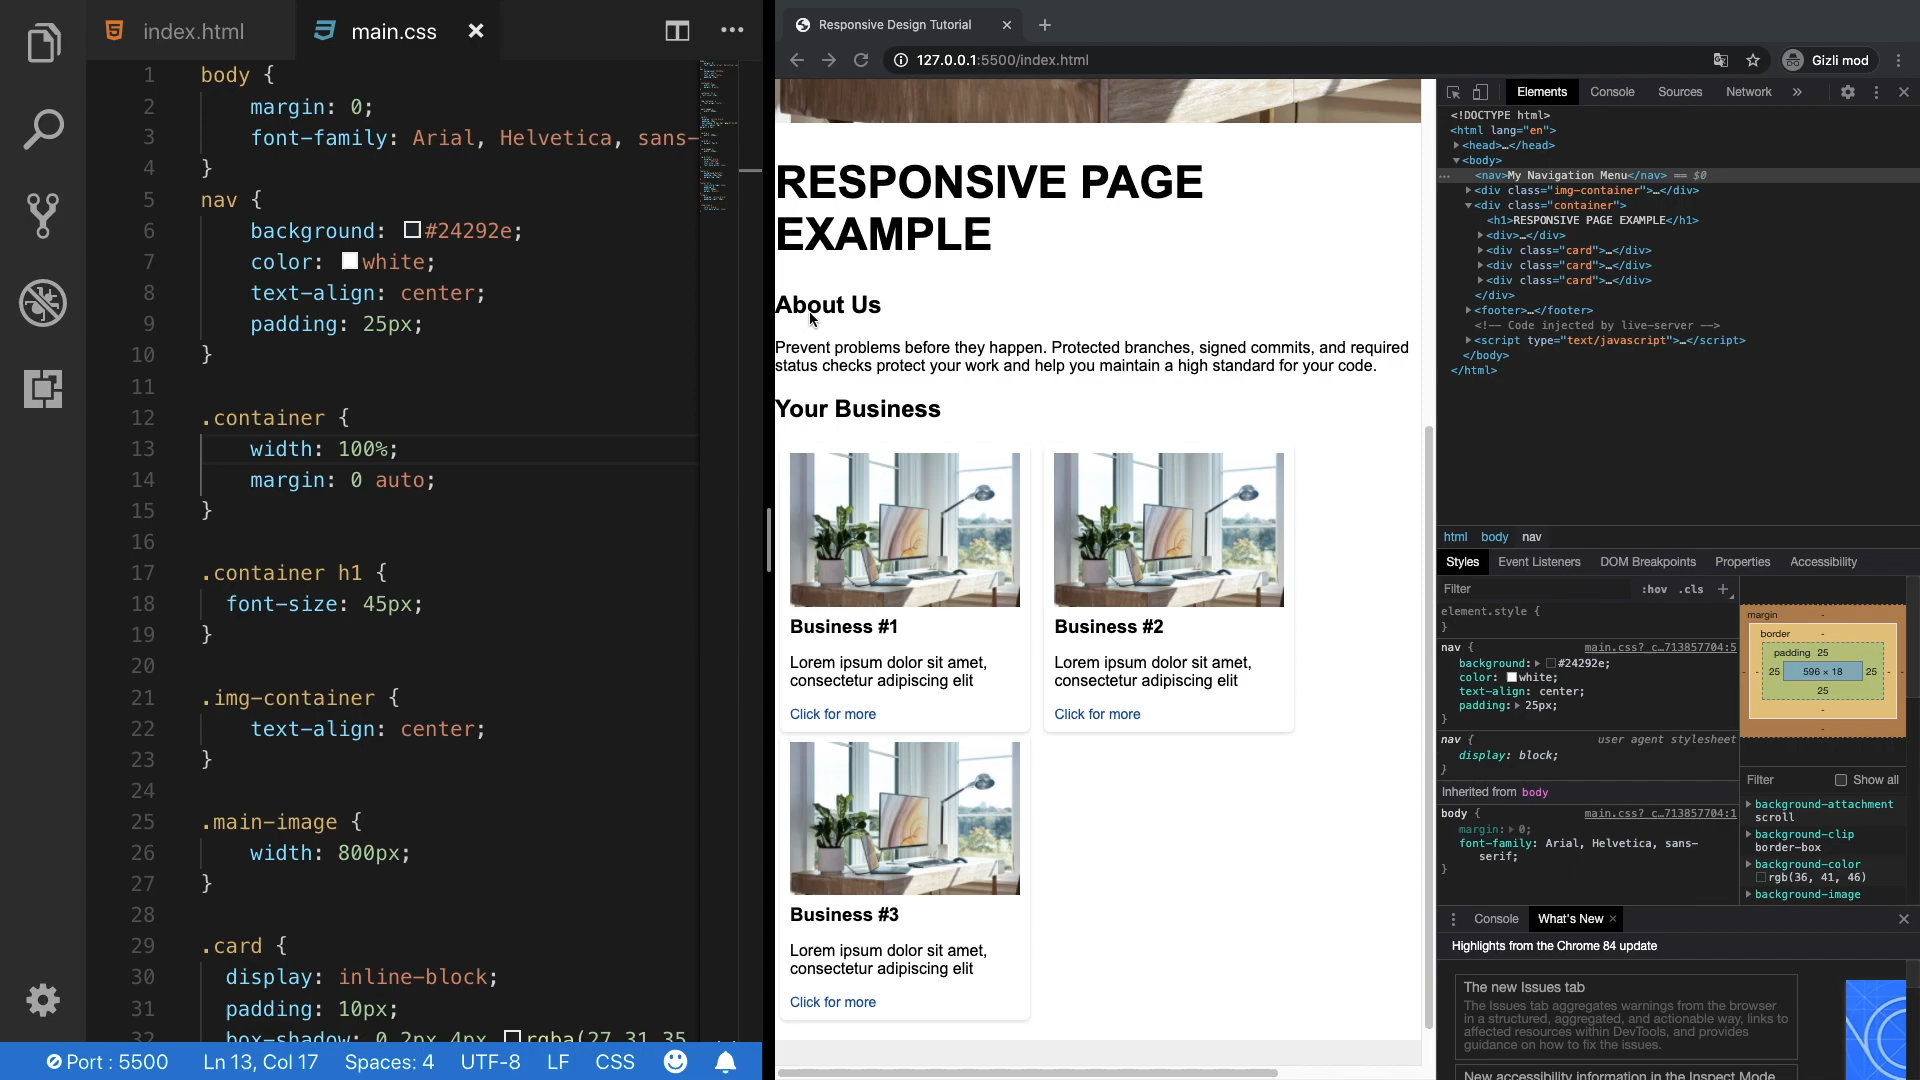 index.html
main.css
1 body {
2 margin: 0;
3 font-family: Arial, Helvetica, sans-
4 }
5 nav {
6 background: #24292e;
7 color: white;
8 text-align: center;
9 padding: 25px;
10 }
11
12 .container {
13 width: 100%;
14 margin: 0 auto;
15 }
16
17 .container h1 {
18 font-size: 45px;
19 }
20
21 .img-container {
22 text-align: center;
23 }
24
25 .main-image {
26 width: 800px;
27 }
28
29 .card {
30 display: inline-block;
31 padding: 10px;
32 box-shadow: 0 2px 4px rgba(27,31,35,
Port : 5500 Ln 13, Col 17 Spaces: 4 UTF-8 LF CSS
Responsive Design Tutorial
127.0.0.1:5500/index.html
Gizli mod
RESPONSIVE PAGE
EXAMPLE
About Us
Prevent problems before they happen. Protected branches, signed commits, and required
status checks protect your work and help you maintain a high standard for your code.
Your Business
Business #1
Lorem ipsum dolor sit amet,
consectetur adipiscing elit
Click for more
Business #2
Lorem ipsum dolor sit amet,
consectetur adipiscing elit
Click for more
Business #3
Lorem ipsum dolor sit amet,
consectetur adipiscing elit
Click for more
Elements Console Sources Network »
<!DOCTYPE html>
<html lang="en">
<head>…</head>
<body>
… <nav>My Navigation Menu</nav> == $0
<div class="img-container">…</div>
<div class="container">
<h1>RESPONSIVE PAGE EXAMPLE</h1>
<div>…</div>
<div class="card">…</div>
<div class="card">…</div>
<div class="card">…</div>
</div>
<footer>…</footer>
<!-- Code injected by live-server -->
<script type="text/javascript">…</script>
</body>
</html>
html body nav
Styles Event Listeners DOM Breakpoints Properties Accessibility
Filter :hov .cls +
element.style {
}
nav { main.css?_c…713857704:5
background: #24292e;
color: white;
text-align: center;
padding: 25px;
}
nav { user agent stylesheet
display: block;
}
Inherited from body
body { main.css?_c…713857704:1
margin: 0;
font-family: Arial, Helvetica, sans-
serif;
}
margin -
border -
padding 25
- - 25 596 × 18 25 - -
25
-
-
Filter Show all
background-attachment
scroll
background-clip
border-box
background-color
rgb(36, 41, 46)
background-image
Console What's New
Highlights from the Chrome 84 update
The new Issues tab
The Issues tab aggregates warnings from the browser
in a structured, aggregated, and actionable way, links to
affected resources within DevTools, and provides
guidance on how to fix the issues.
New accessibility information in the Inspect Mode